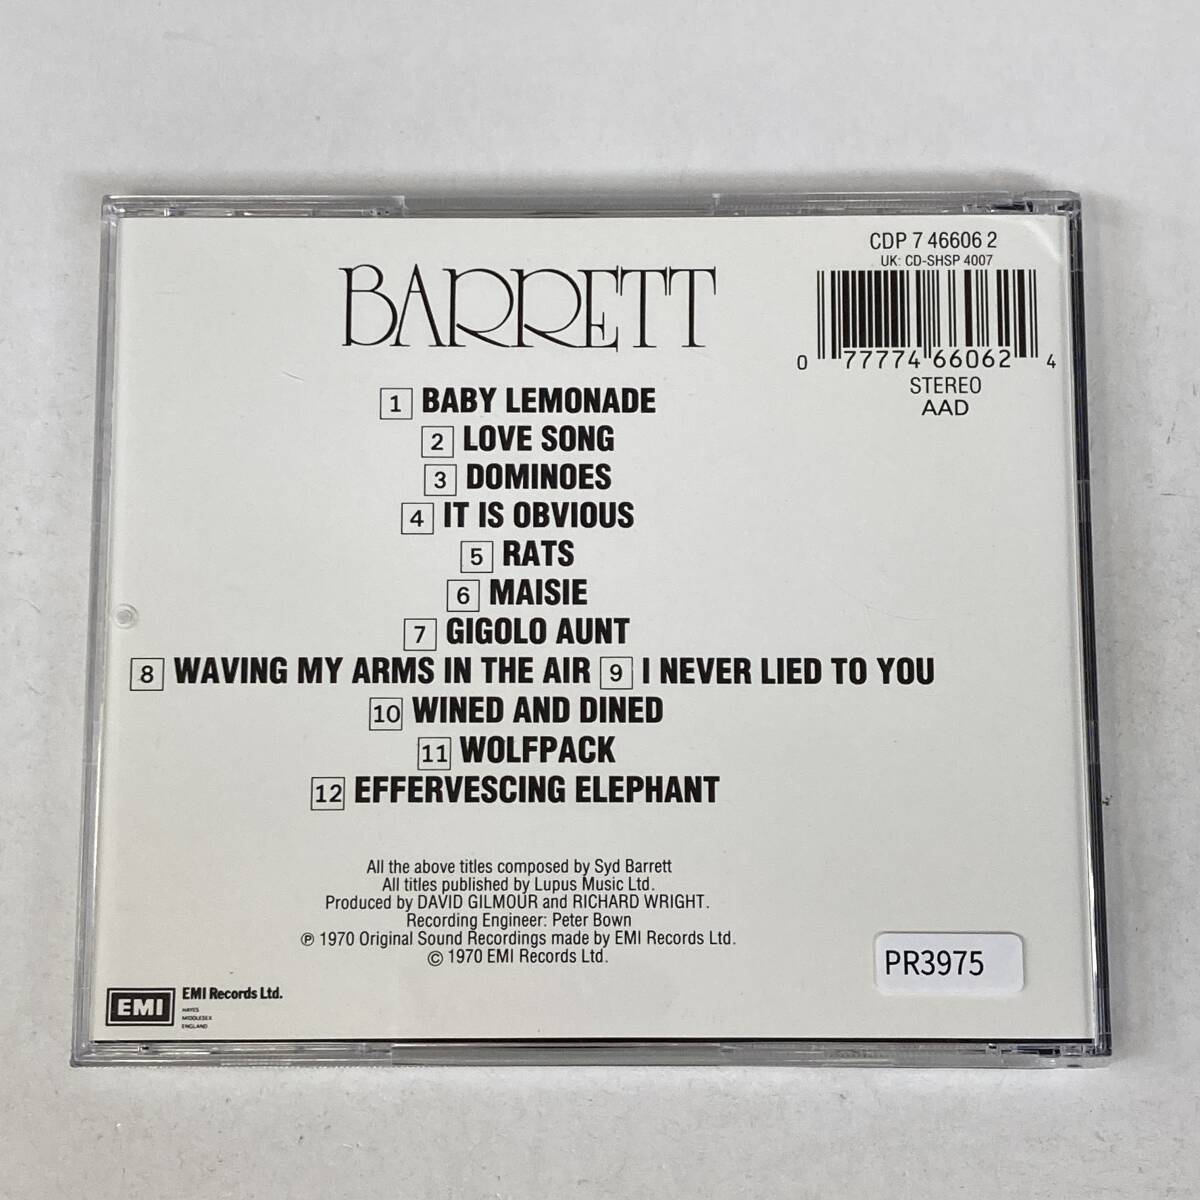 CDP 7 46606 2
UK: CD-SHSP 4007
0 77774 66062 4
STEREO
AAD
BARRETT
1 BABY LEMONADE
2 LOVE SONG
3 DOMINOES
4 IT IS OBVIOUS
5 RATS
6 MAISIE
7 GIGOLO AUNT
8 WAVING MY ARMS IN THE AIR 9 I NEVER LIED TO YOU
10 WINED AND DINED
11 WOLFPACK
12 EFFERVESCING ELEPHANT
All the above titles composed by Syd Barrett
All titles published by Lupus Music Ltd.
Produced by DAVID GILMOUR and RICHARD WRIGHT.
Recording Engineer: Peter Bown
℗ 1970 Original Sound Recordings made by EMI Records Ltd.
© 1970 EMI Records Ltd.
PR3975
EMI EMI Records Ltd.
HAYES
MIDDLESEX
ENGLAND